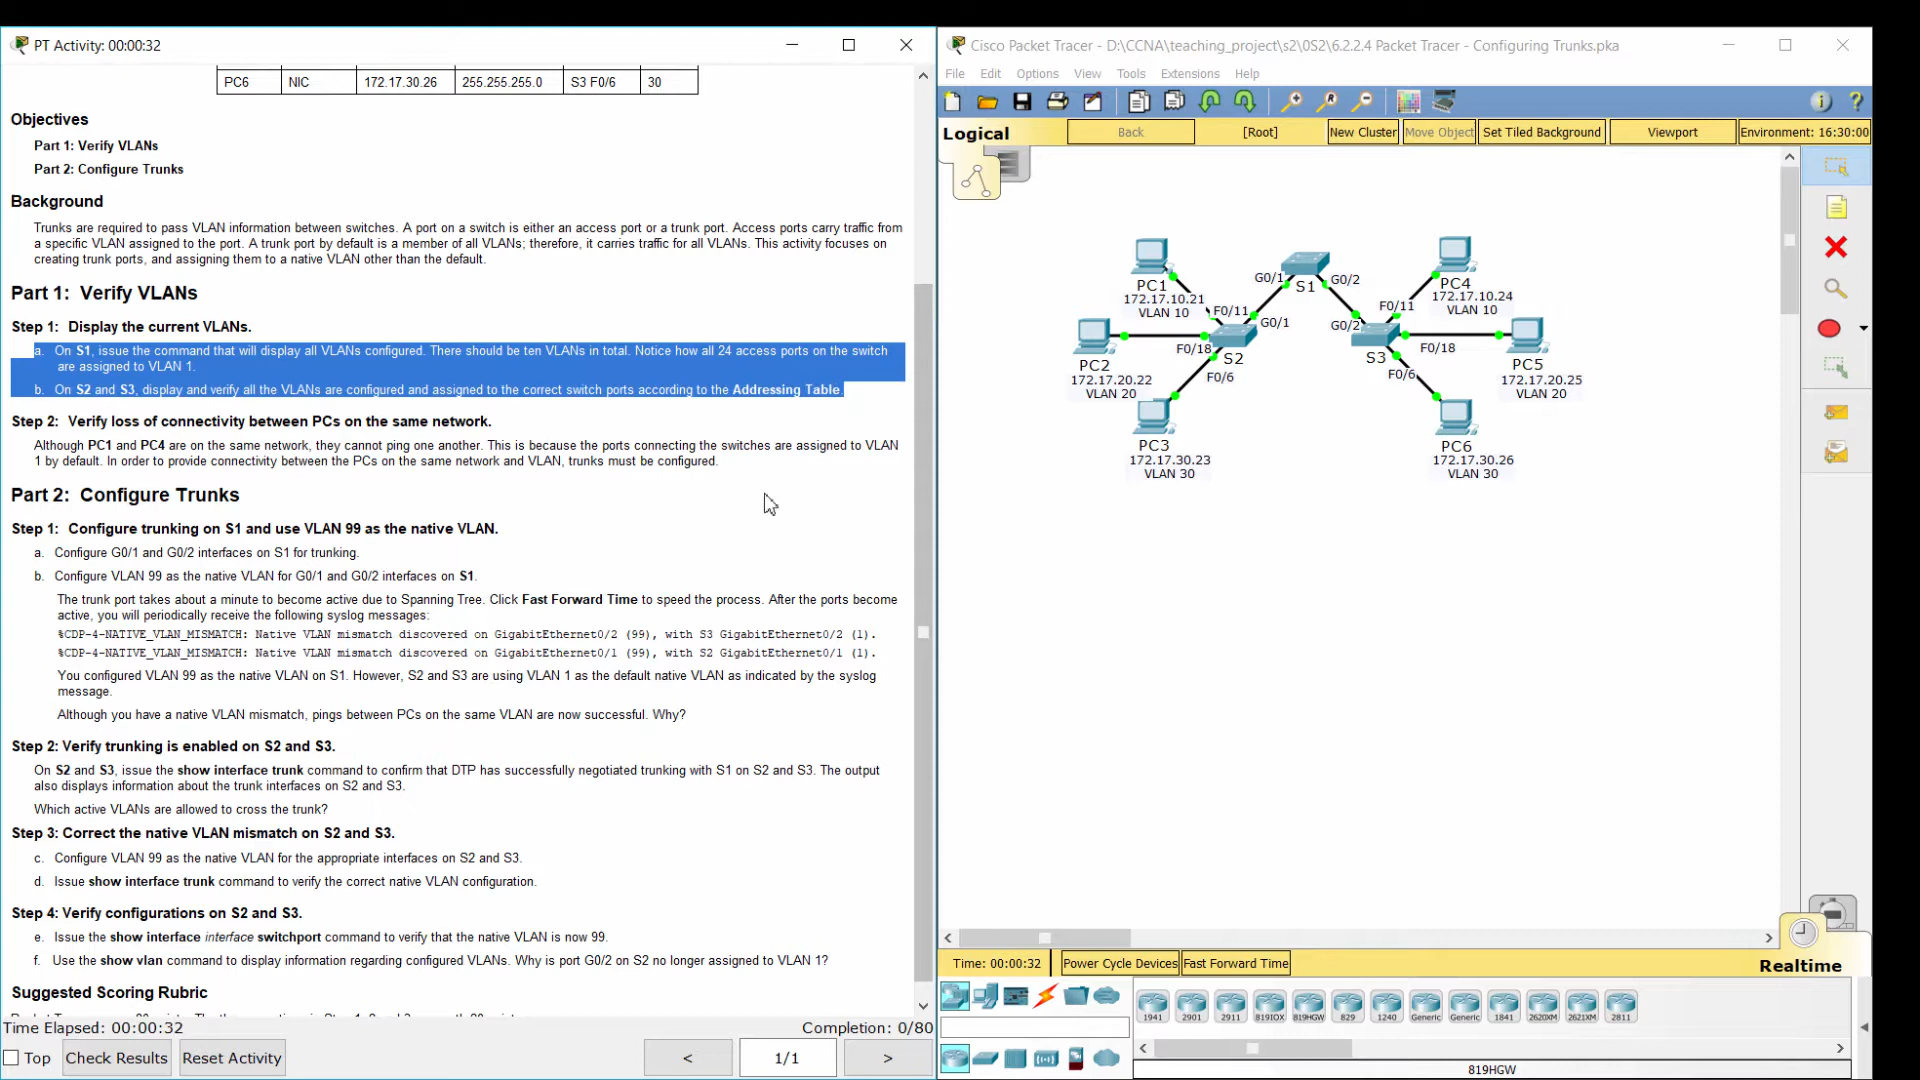 PT Activity: 00:00:32
PC6 NIC 172.17.30.26 255.255.255.0 S3 F0/6 30
Objectives
Part 1: Verify VLANs
Part 2: Configure Trunks
Background
Trunks are required to pass VLAN information between switches. A port on a switch is either an access port or a trunk port. Access ports carry traffic from
a specific VLAN assigned to the port. A trunk port by default is a member of all VLANs; therefore, it carries traffic for all VLANs. This activity focuses on
creating trunk ports, and assigning them to a native VLAN other than the default.
Part 1: Verify VLANs
Step 1: Display the current VLANs.
a. On S1, issue the command that will display all VLANs configured. There should be ten VLANs in total. Notice how all 24 access ports on the switch
are assigned to VLAN 1.
b. On S2 and S3, display and verify all the VLANs are configured and assigned to the correct switch ports according to the Addressing Table.
Step 2: Verify loss of connectivity between PCs on the same network.
Although PC1 and PC4 are on the same network, they cannot ping one another. This is because the ports connecting the switches are assigned to VLAN
1 by default. In order to provide connectivity between the PCs on the same network and VLAN, trunks must be configured.
Part 2: Configure Trunks
Step 1: Configure trunking on S1 and use VLAN 99 as the native VLAN.
a. Configure G0/1 and G0/2 interfaces on S1 for trunking.
b. Configure VLAN 99 as the native VLAN for G0/1 and G0/2 interfaces on S1.
The trunk port takes about a minute to become active due to Spanning Tree. Click Fast Forward Time to speed the process. After the ports become
active, you will periodically receive the following syslog messages:
%CDP-4-NATIVE_VLAN_MISMATCH: Native VLAN mismatch discovered on GigabitEthernet0/2 (99), with S3 GigabitEthernet0/2 (1).
%CDP-4-NATIVE_VLAN_MISMATCH: Native VLAN mismatch discovered on GigabitEthernet0/1 (99), with S2 GigabitEthernet0/1 (1).
You configured VLAN 99 as the native VLAN on S1. However, S2 and S3 are using VLAN 1 as the default native VLAN as indicated by the syslog
message.
Although you have a native VLAN mismatch, pings between PCs on the same VLAN are now successful. Why?
Step 2: Verify trunking is enabled on S2 and S3.
On S2 and S3, issue the show interface trunk command to confirm that DTP has successfully negotiated trunking with S1 on S2 and S3. The output
also displays information about the trunk interfaces on S2 and S3.
Which active VLANs are allowed to cross the trunk?
Step 3: Correct the native VLAN mismatch on S2 and S3.
c. Configure VLAN 99 as the native VLAN for the appropriate interfaces on S2 and S3.
d. Issue show interface trunk command to verify the correct native VLAN configuration.
Step 4: Verify configurations on S2 and S3.
e. Issue the show interface interface switchport command to verify that the native VLAN is now 99.
f. Use the show vlan command to display information regarding configured VLANs. Why is port G0/2 on S2 no longer assigned to VLAN 1?
Suggested Scoring Rubric
Time Elapsed: 00:00:32 Completion: 0/80
Top Check Results Reset Activity < 1/1 >
Cisco Packet Tracer - D:\CCNA\teaching_project\s2\0S2\6.2.2.4 Packet Tracer - Configuring Trunks.pka
File Edit Options View Tools Extensions Help
Logical Back [Root] New Cluster Move Object Set Tiled Background Viewport Environment: 16:30:00
PC1
172.17.10.21
VLAN 10
F0/11
G0/1
S1
G0/2
F0/11
PC4
172.17.10.24
VLAN 10
PC2
172.17.20.22
VLAN 20
F0/18
S2
G0/1
F0/6
G0/2
S3
F0/18
F0/6
PC5
172.17.20.25
VLAN 20
PC3
172.17.30.23
VLAN 30
PC6
172.17.30.26
VLAN 30
Time: 00:00:32 Power Cycle Devices Fast Forward Time
Realtime
1941 2901 2911 819IOX 819HGW 829 1240 Generic Generic 1841 2620XM 2621XM 2811
819HGW